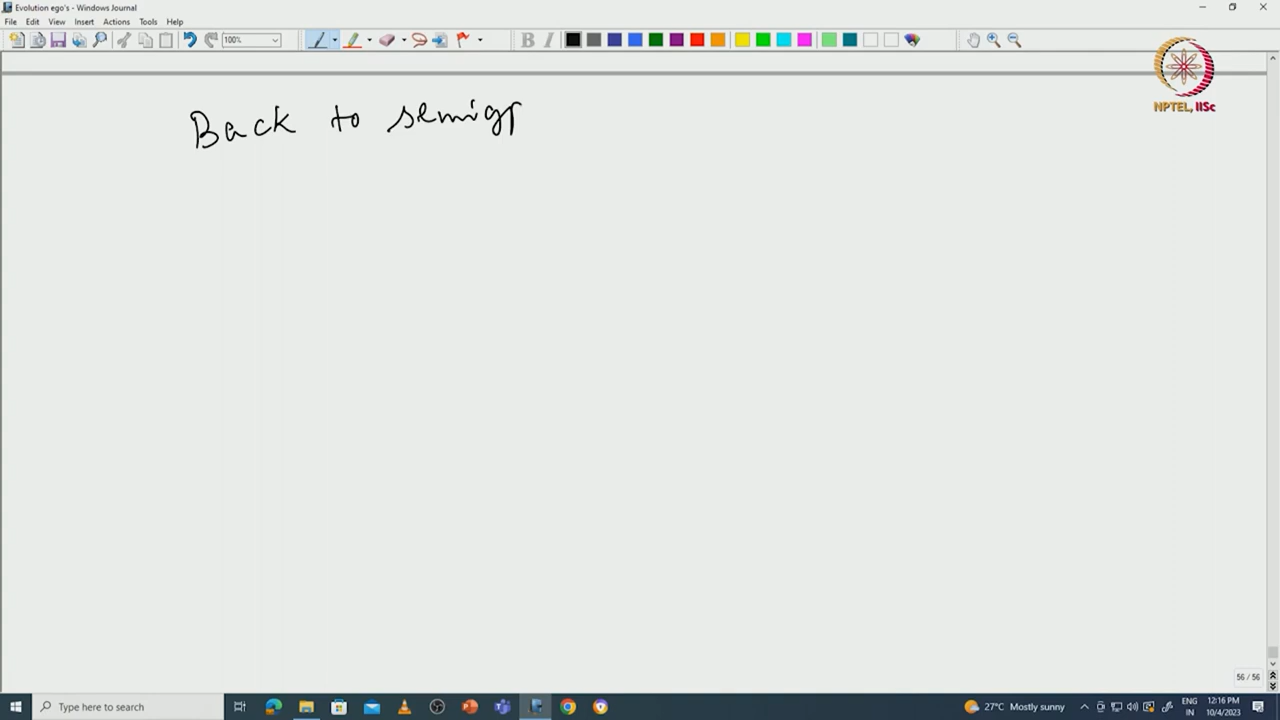 Evolution ego's - Windows Journal
File Edit View Insert Actions Tools Help
100%
B I
NPTEL, IISc
Back to semigr
56 / 56
Type here to search
27°C Mostly sunny
ENG
IN
12:16 PM
10/4/2023